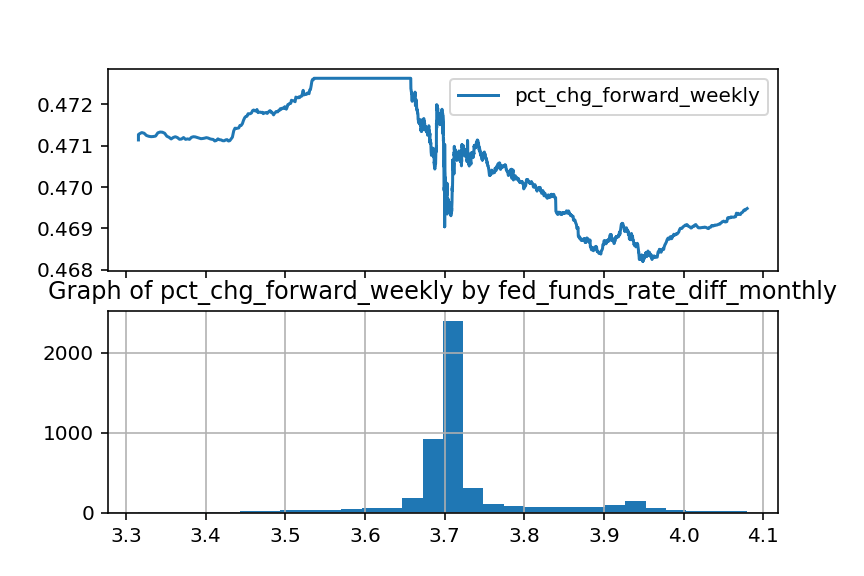 pct_chg_forward_weekly
0.472
0.471
0.470
0.469
0.468
Graph of pct_chg_forward_weekly by fed_funds_rate_diff_monthly
2000
1000
0
3.3 3.4 3.5 3.6 3.7 3.8 3.9 4.0 4.1